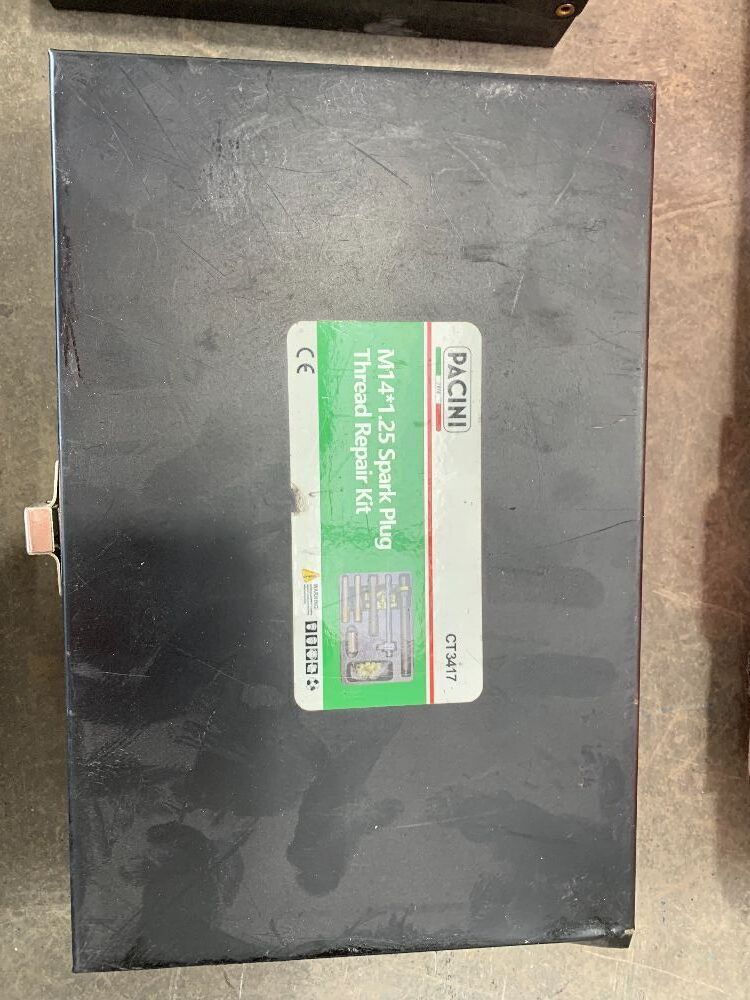 PACINI
CT3417
M14*1.25 Spark Plug
Thread Repair Kit
CE
WARNING